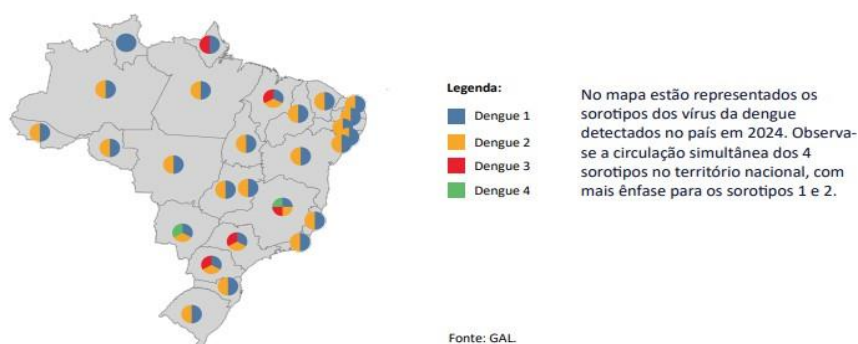 Legenda:
Dengue 1
Dengue 2
Dengue 3
Dengue 4
No mapa estão representados os
sorotipos dos vírus da dengue
detectados no país em 2024. Observa-
se a circulação simultânea dos 4
sorotipos no território nacional, com
mais ênfase para os sorotipos 1 e 2.
Fonte: GAL.